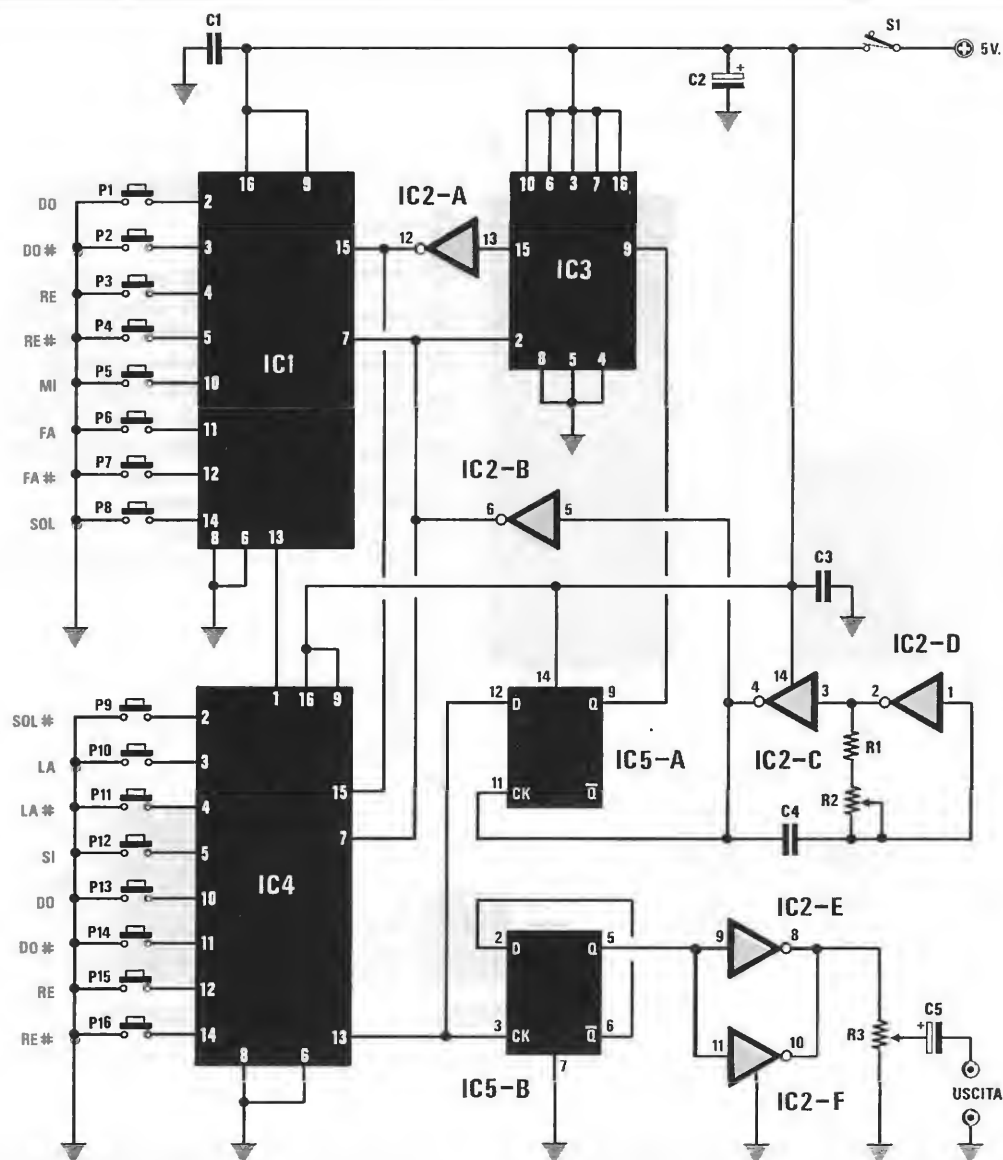 C1
S1
5V.
C2
+
16
9
10
6
3
7
16
DO
P1
2
IC2-A
DO#
P2
3
15
12
13
15
IC3
9
RE
P3
4
RE#
P4
5
IC1
7
2
8
5
4
MI
P5
10
FA
P6
11
IC2-B
FA#
P7
12
6
5
SOL
P8
14
8
6
13
C3
IC2-D
1
16
9
12
D
14
Q
9
4
14
3
2
1
SOL#
P9
2
LA
P10
3
IC5-A
IC2-C
R1
LA#
P11
4
15
11
CK
Q
R2
C4
SI
P12
5
7
DO
P13
10
IC4
IC2-E
DO#
P14
11
2
D
Q
5
9
8
RE
P15
12
C5
+
RE#
P16
14
13
3
CK
Q
6
11
10
R3
8
6
7
IC5-B
IC2-F
USCITA